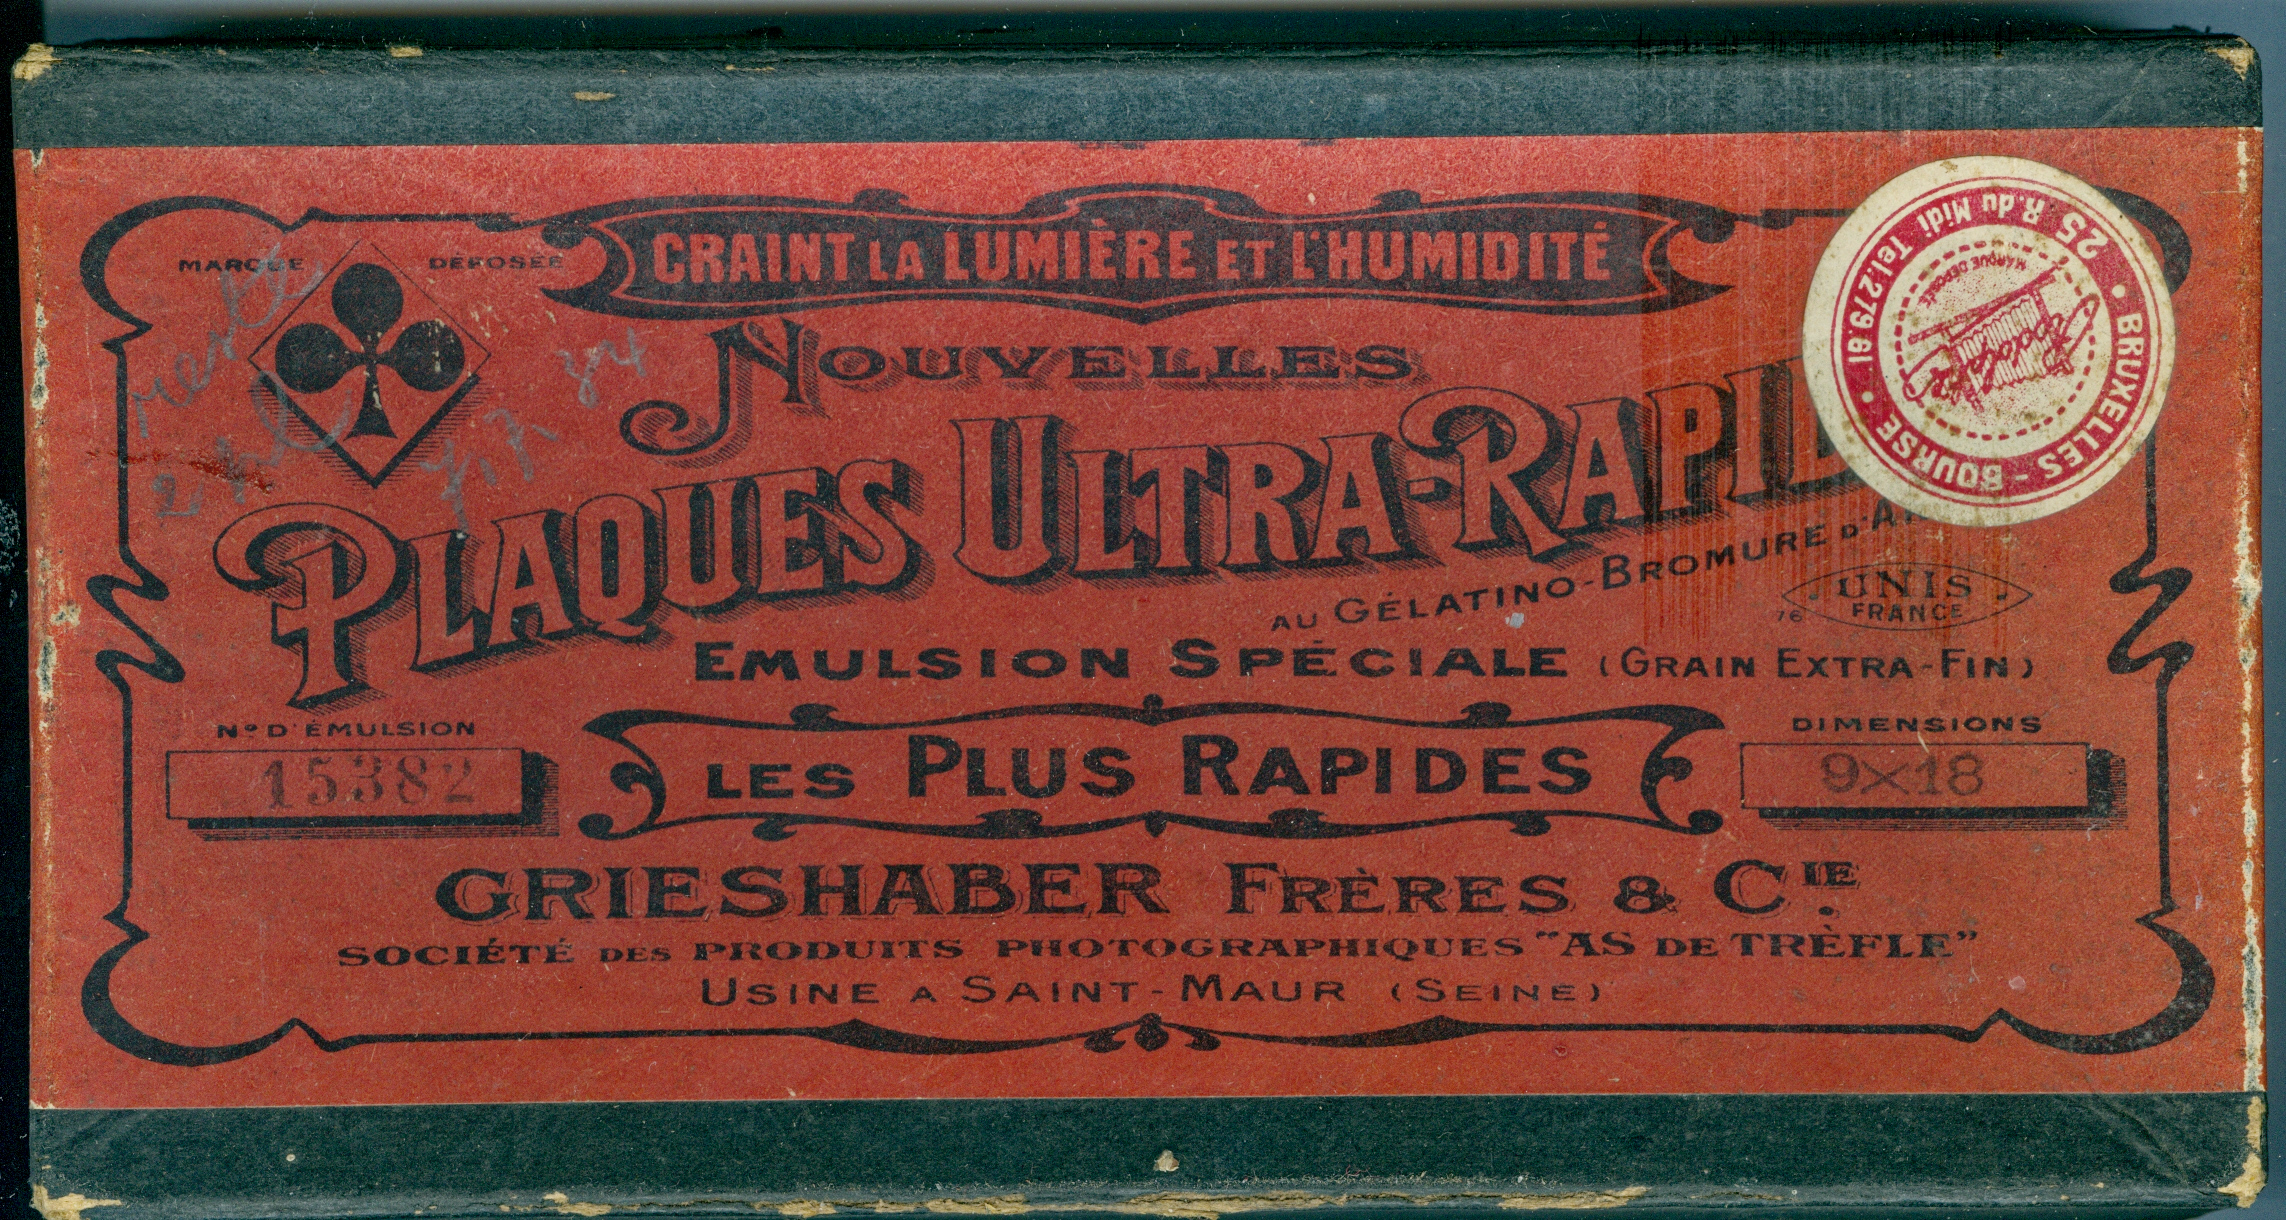 CRAINT LA LUMIÈRE ET L'HUMIDITÉ
MARQUE DÉPOSÉE
NOUVELLES
PLAQUES ULTRA-RAPID
AU GÉLATINO-BROMURE D'A
UNIS
FRANCE
76
EMULSION SPÉCIALE (GRAIN EXTRA-FIN)
N° D'ÉMULSION
15382
LES PLUS RAPIDES
DIMENSIONS
9×18
GRIESHABER FRÈRES & CIE
SOCIÉTÉ DES PRODUITS PHOTOGRAPHIQUES "AS DE TRÈFLE"
USINE A SAINT-MAUR (SEINE)
BRUXELLES - BOURSE
25 R. du Midi Tel. 279.61
MARQUE DEPOSÉE